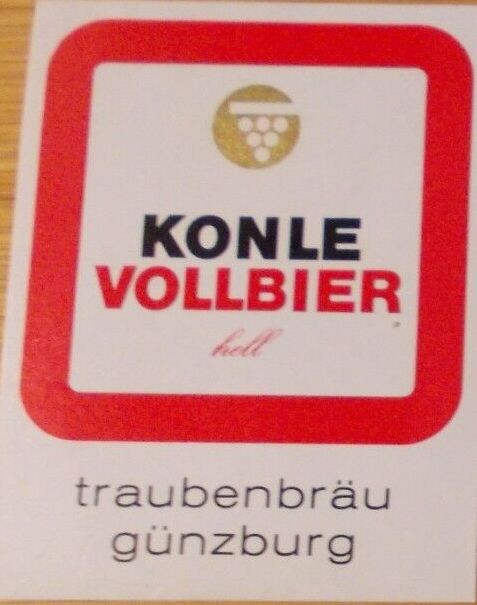 KONLE
VOLLBIER
hell
traubenbräu
günzburg